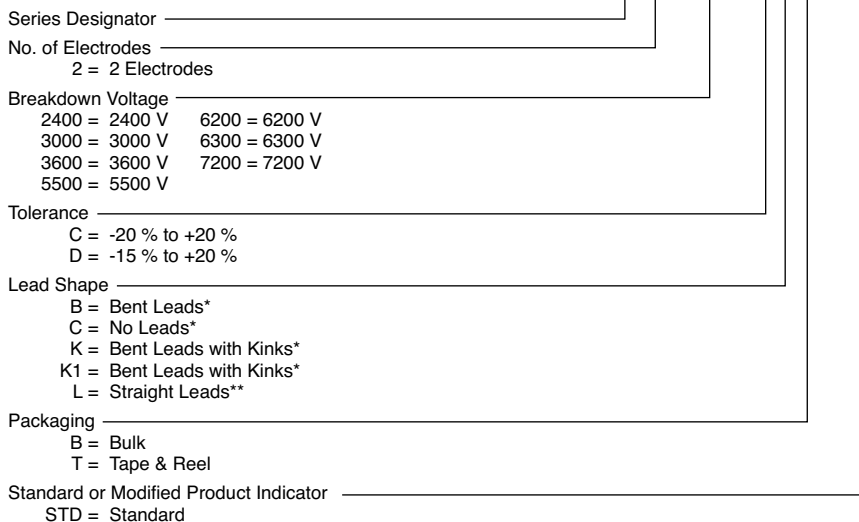 Series Designator
No. of Electrodes
2 = 2 Electrodes
Breakdown Voltage
2400 = 2400 V 6200 = 6200 V
3000 = 3000 V 6300 = 6300 V
3600 = 3600 V 7200 = 7200 V
5500 = 5500 V
Tolerance
C = -20 % to +20 %
D = -15 % to +20 %
Lead Shape
B = Bent Leads*
C = No Leads*
K = Bent Leads with Kinks*
K1 = Bent Leads with Kinks*
L = Straight Leads**
Packaging
B = Bulk
T = Tape & Reel
Standard or Modified Product Indicator
STD = Standard